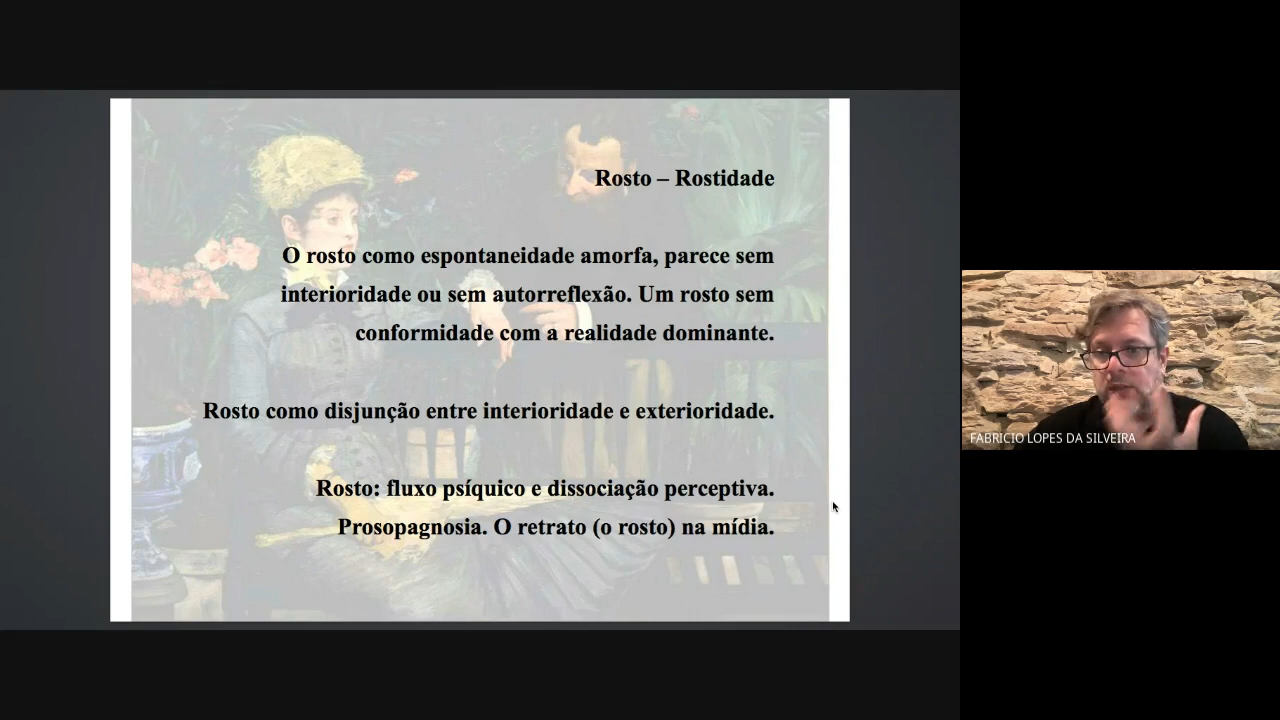 Rosto – Rostidade
O rosto como espontaneidade amorfa, parece sem
interioridade ou sem autorreflexão. Um rosto sem
conformidade com a realidade dominante.
Rosto como disjunção entre interioridade e exterioridade.
Rosto: fluxo psíquico e dissociação perceptiva.
Prosopagnosia. O retrato (o rosto) na mídia.
FABRICIO LOPES DA SILVEIRA